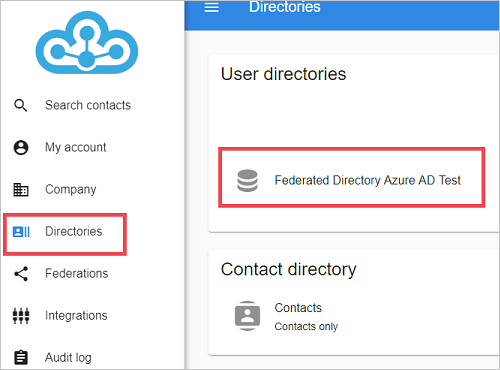 Directories
Search contacts
My account
Company
Directories
Federations
Integrations
Audit log
User directories
Federated Directory Azure AD Test
Contact directory
Contacts
Contacts only